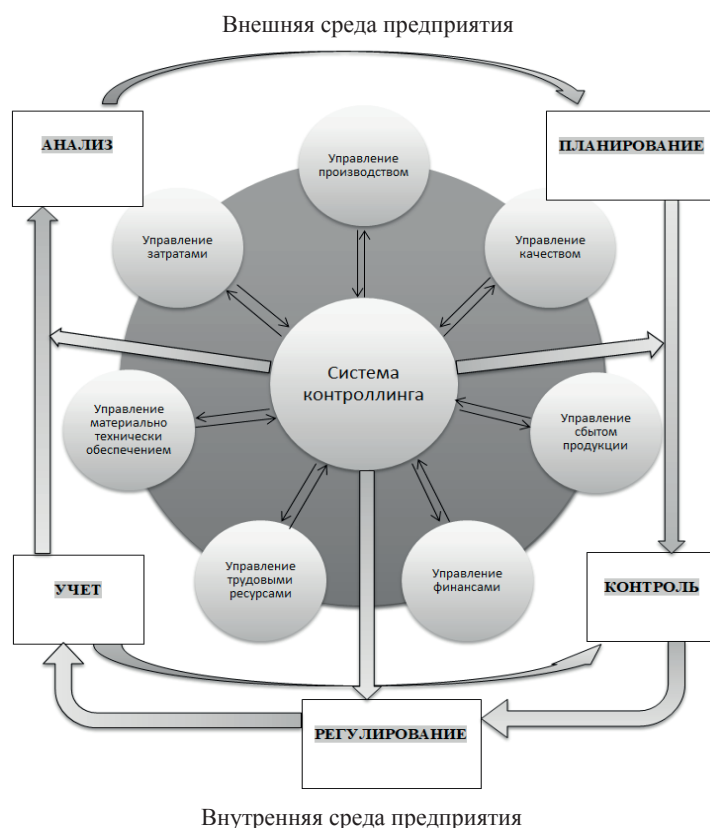 Внешняя среда предприятия
АНАЛИЗ
ПЛАНИРОВАНИЕ
Управление
производством
Управление
затратами
Управление
качеством
Система
контроллинга
Управление
материально
технически
обеспечением
Управление
сбытом
продукции
Управление
трудовыми
ресурсами
Управление
финансами
УЧЕТ
КОНТРОЛЬ
РЕГУЛИРОВАНИЕ
Внутренняя среда предприятия